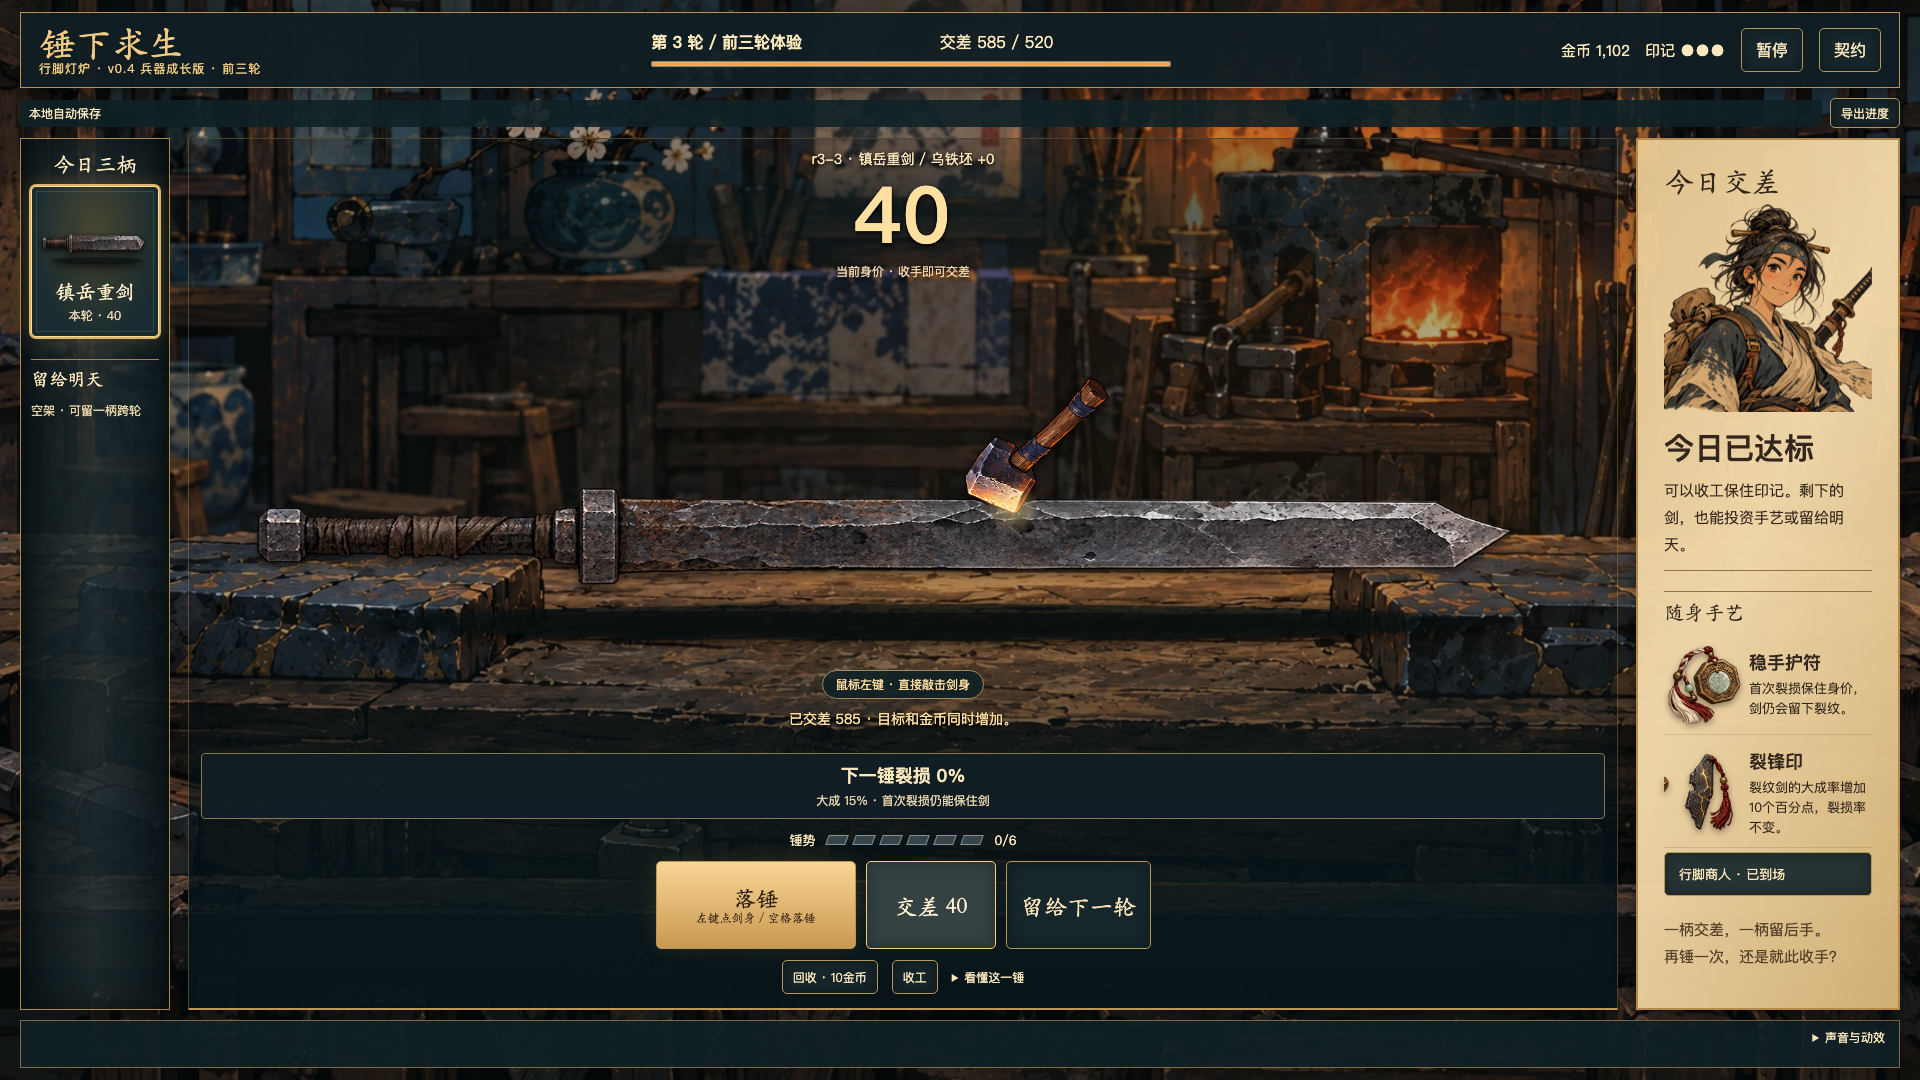 锤下求生
行脚灯炉 · v0.4 兵器成长版 · 前三轮
第 3 轮 / 前三轮体验
交差 585 / 520
金币 1,102
印记
暂停
契约
本地自动保存
导出进度
今日三柄
镇岳重剑
本轮 · 40
留给明天
空架 · 可留一柄跨轮
r3-3 · 镇岳重剑 / 乌铁坯 +0
40
当前身价 · 收手即可交差
鼠标左键 · 直接敲击剑身
已交差 585 · 目标和金币同时增加。
下一锤裂损 0%
大成 15% · 首次裂损仍能保住剑
锤势
0/6
落锤
左键点剑身 / 空格落锤
交差 40
留给下一轮
回收 · 10金币
收工
看懂这一锤
今日交差
今日已达标
可以收工保住印记。剩下的
剑，也能投资手艺或留给明
天。
随身手艺
稳手护符
首次裂损保住身价，
剑仍会留下裂纹。
裂锋印
裂纹剑的大成率增加
10个百分点，裂损率
不变。
行脚商人 · 已到场
一柄交差，一柄留后手。
再锤一次，还是就此收手？
声音与动效